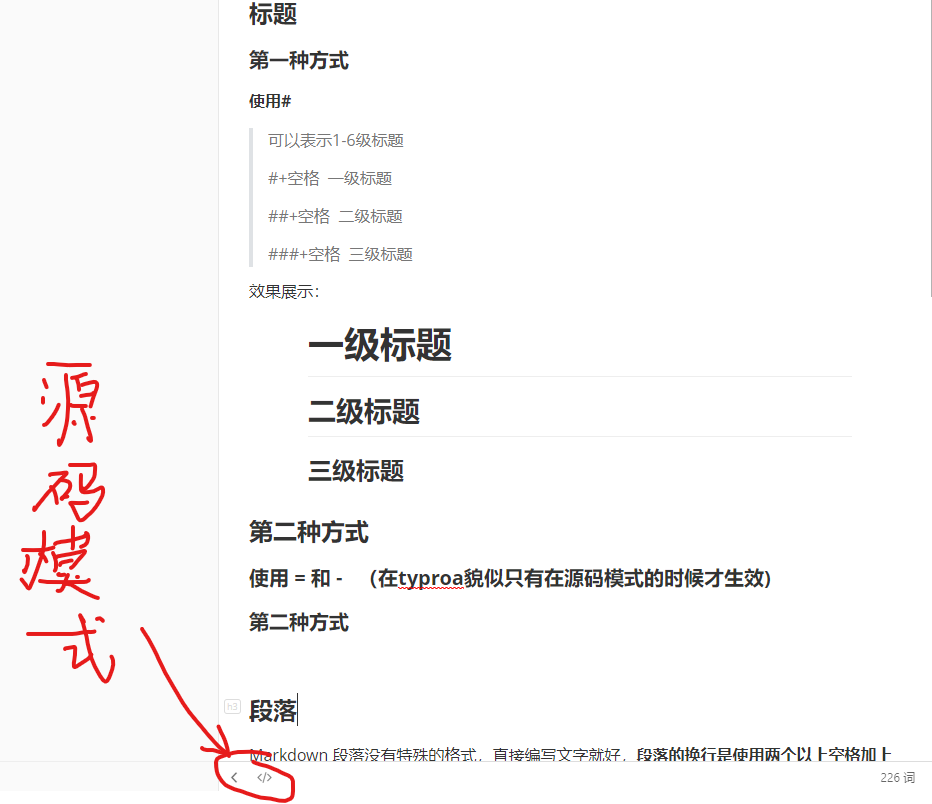 标题
第一种方式
使用#
可以表示1-6级标题
#+空格 一级标题
##+空格 二级标题
###+空格 三级标题
效果展示：
一级标题
二级标题
三级标题
第二种方式
使用 = 和 - （在typroa貌似只有在源码模式的时候才生效)
第二种方式
h3 段落
Markdown 段落没有特殊的格式，直接编写文字就好，段落的换行是使用两个以上空格加上
< </>
226 词
源码模式